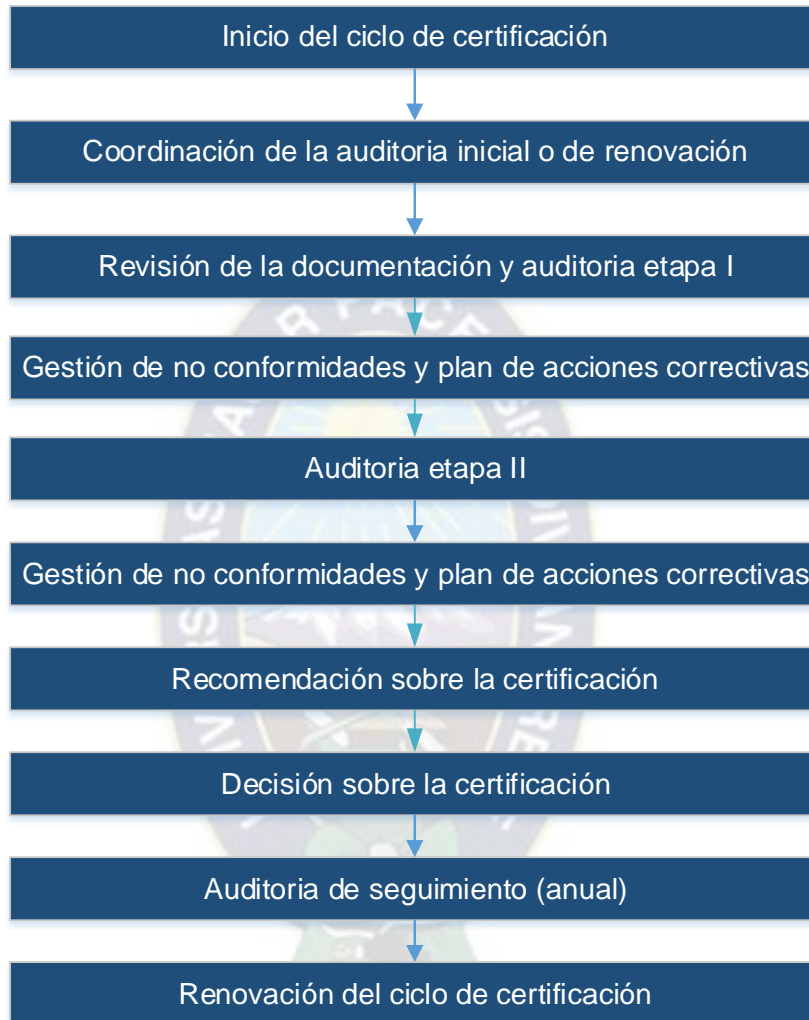 Inicio del ciclo de certificación
Coordinación de la auditoria inicial o de renovación
Revisión de la documentación y auditoria etapa I
Gestión de no conformidades y plan de acciones correctivas
Auditoria etapa II
Gestión de no conformidades y plan de acciones correctivas
Recomendación sobre la certificación
Decisión sobre la certificación
Auditoria de seguimiento (anual)
Renovación del ciclo de certificación